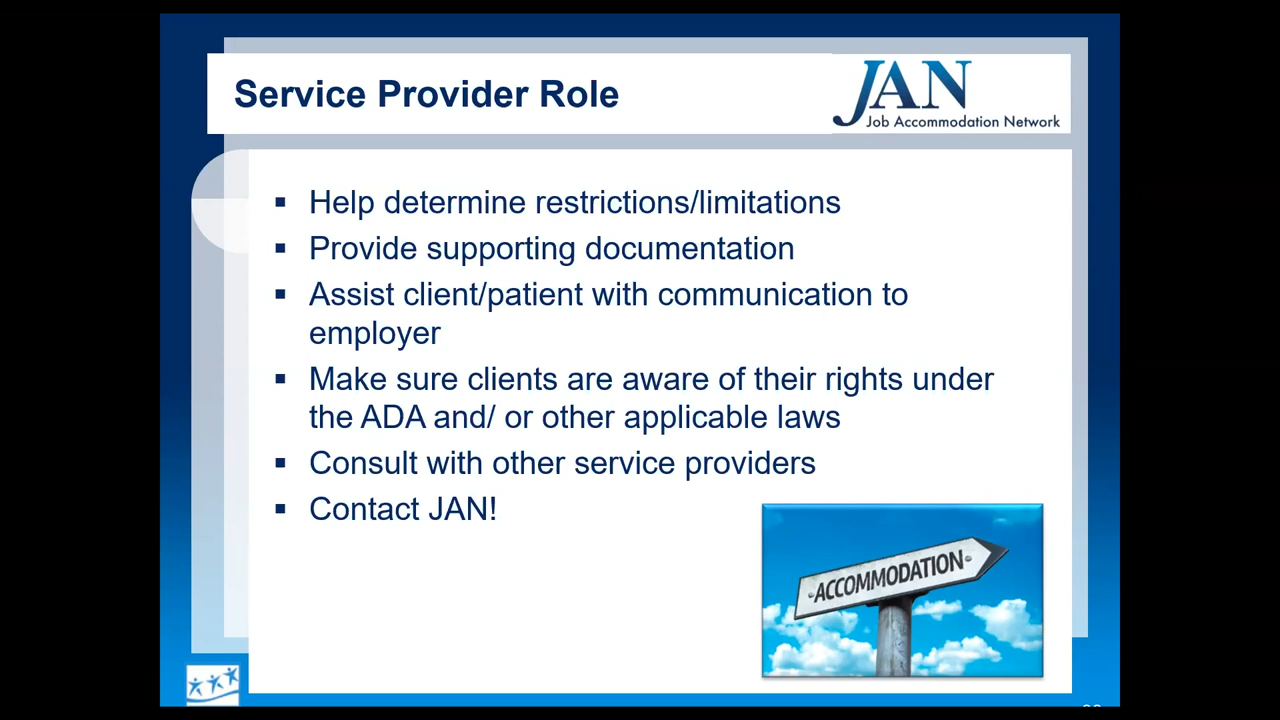 Service Provider Role
JAN
Job Accommodation Network
▪ Help determine restrictions/limitations
▪ Provide supporting documentation
▪ Assist client/patient with communication to
employer
▪ Make sure clients are aware of their rights under
the ADA and/ or other applicable laws
▪ Consult with other service providers
▪ Contact JAN!
ACCOMMODATION